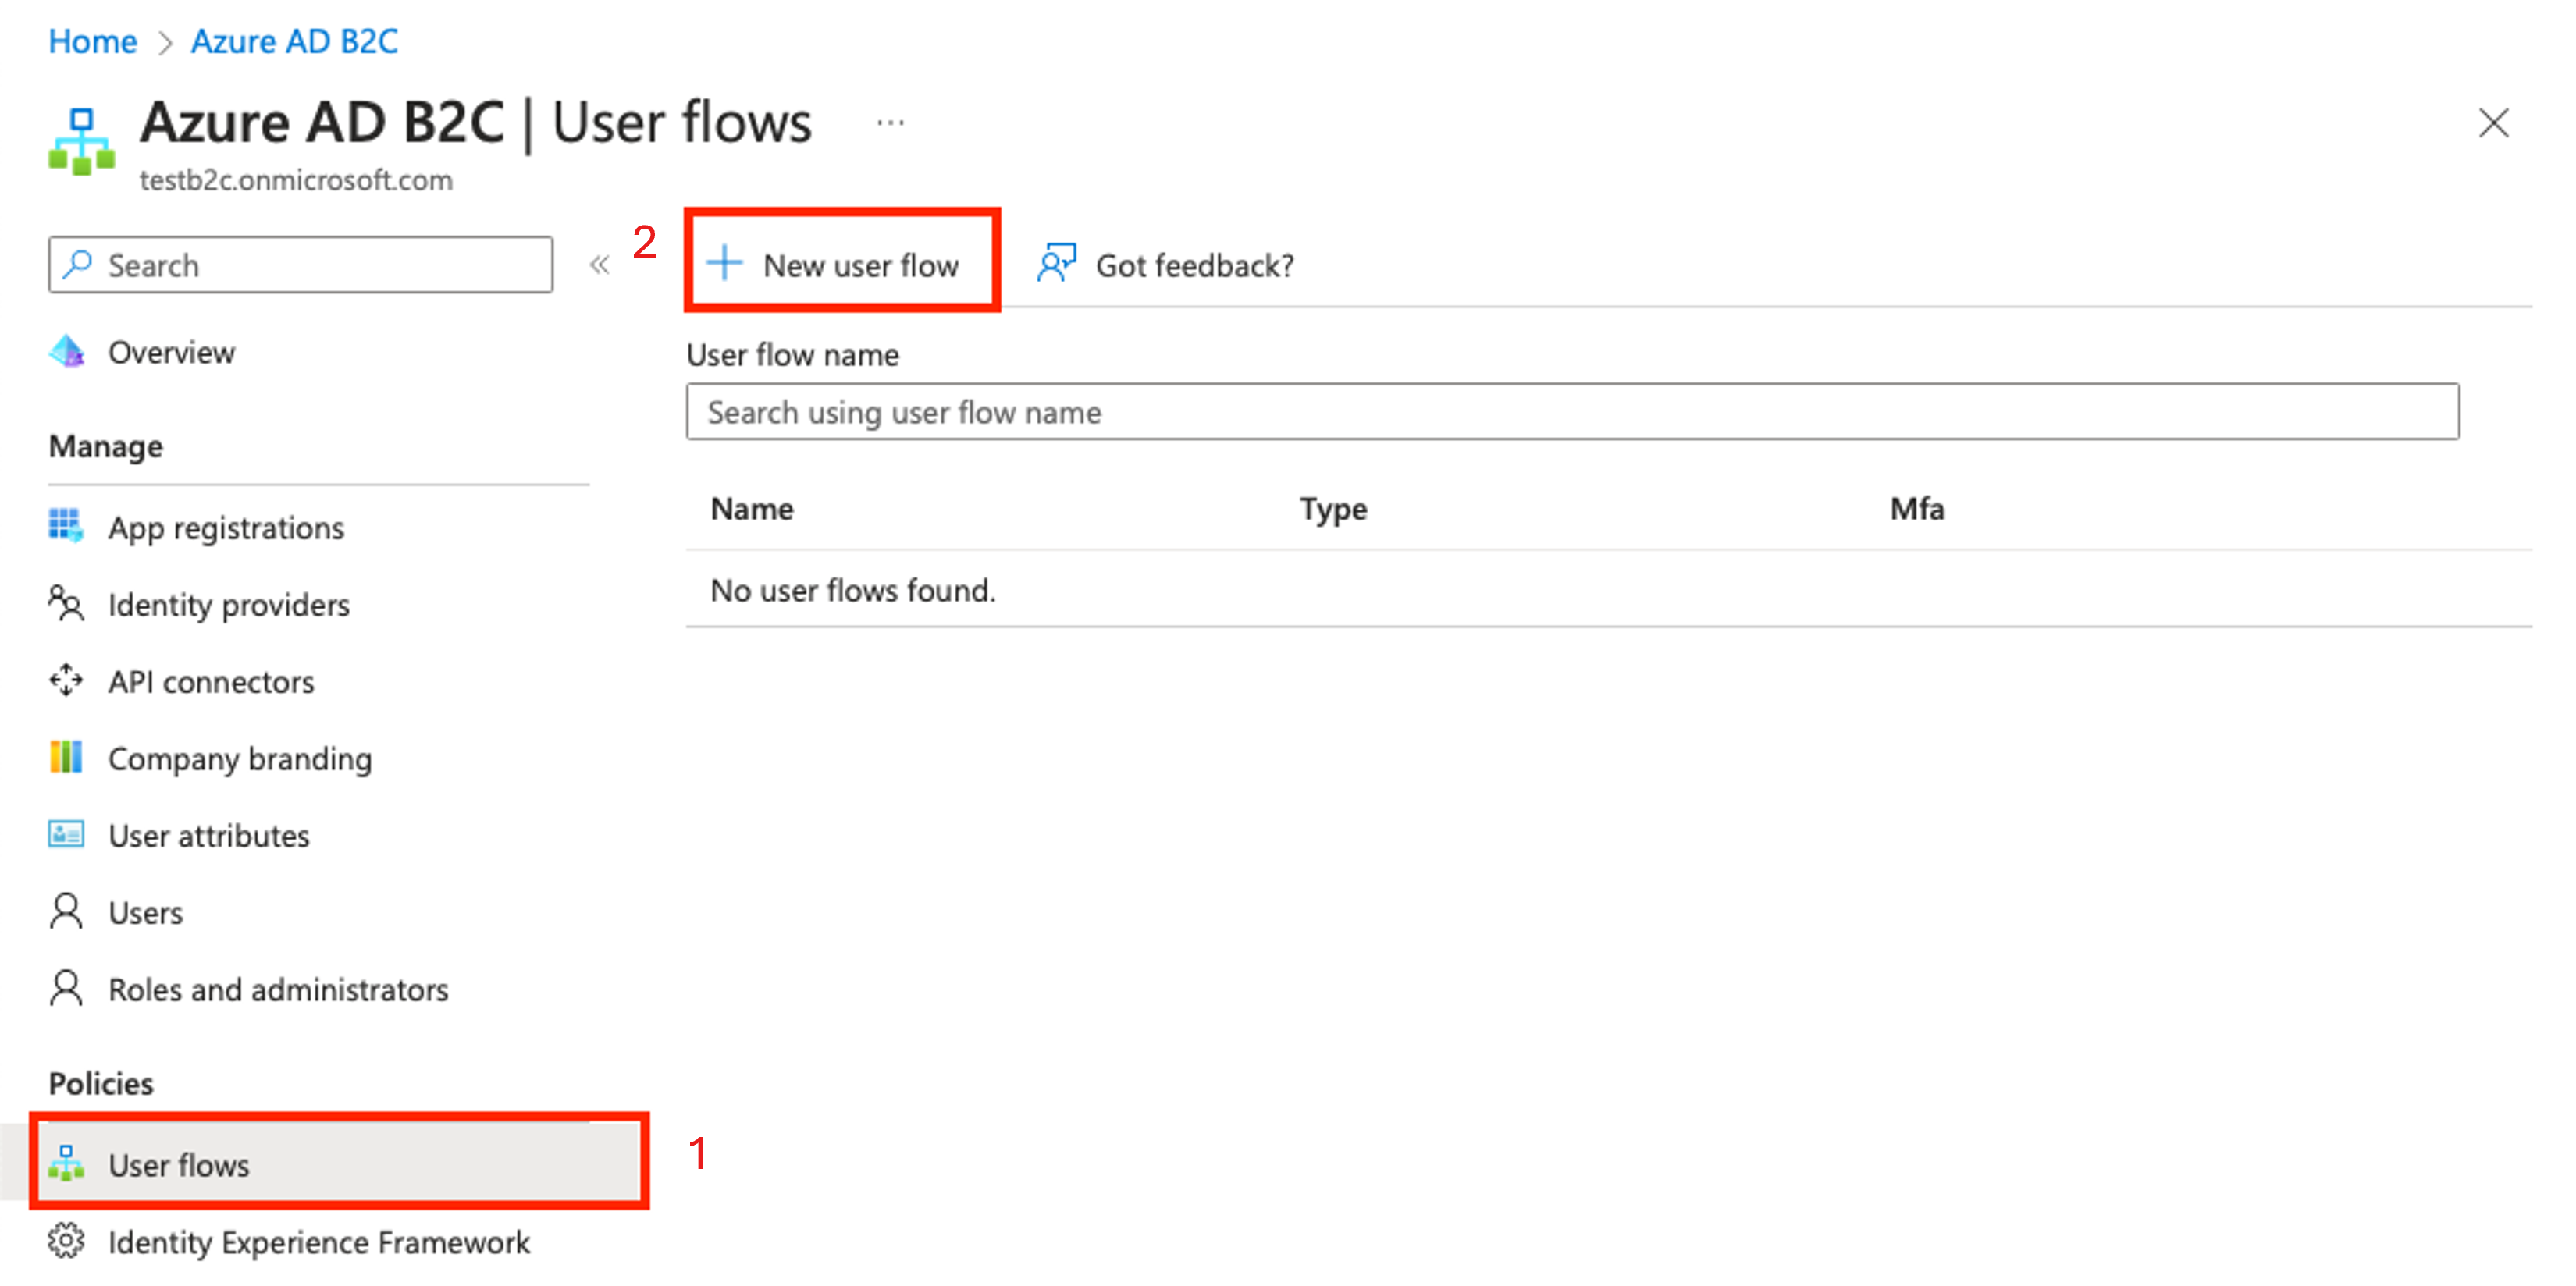 Home > Azure AD B2C
Azure AD B2C | User flows ...
testb2c.onmicrosoft.com
Search «
2
+ New user flow
Got feedback?
Overview
Manage
App registrations
Identity providers
API connectors
Company branding
User attributes
Users
Roles and administrators
Policies
User flows
1
Identity Experience Framework
User flow name
Search using user flow name
Name Type Mfa
No user flows found.